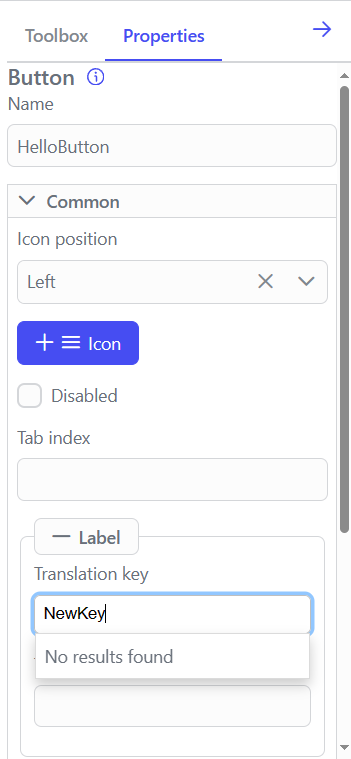 Toolbox
Properties
Button
Name
HelloButton
Common
Icon position
Left
Icon
Disabled
Tab index
Label
Translation key
NewKey
No results found